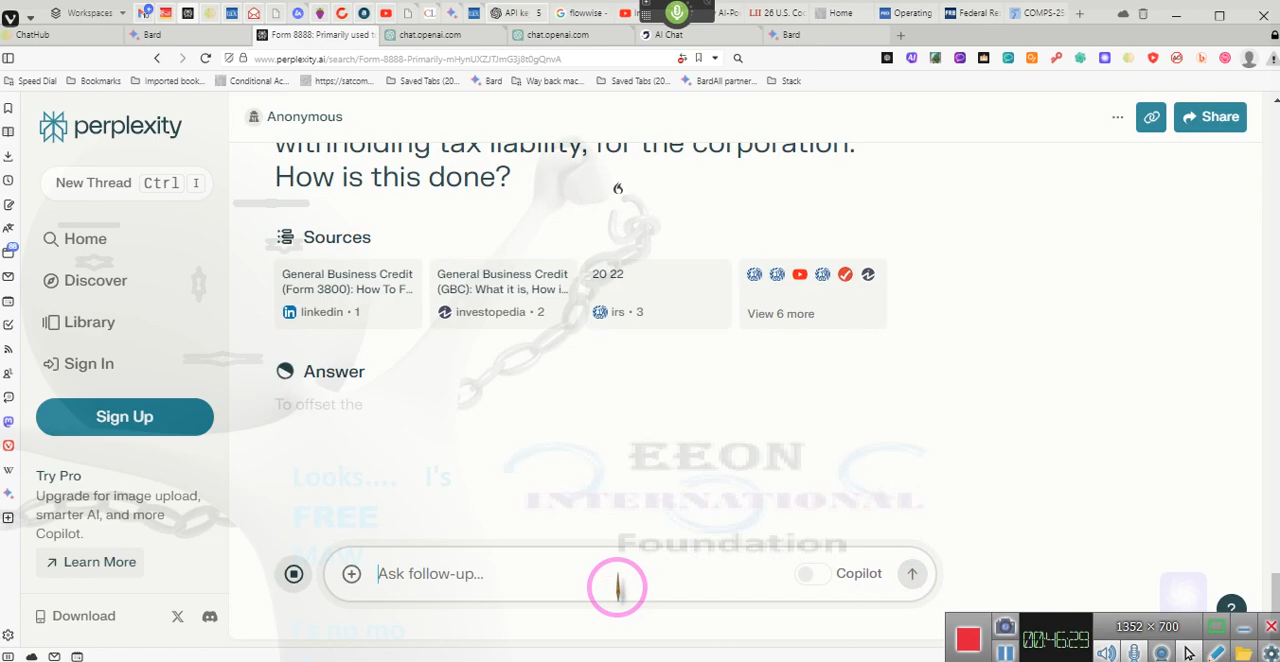 Workspaces
API ke
5
flowwise -
AI-Po
LII 26 U.S. Co
Home
Operating
Federal Re
COMPS-25
ChatHub
Bard
Form 8888: Primarily used t
chat.openai.com
chat.openai.com
AI Chat
Bard
www.perplexity.ai/search/Form-8888-Primarily-mHynUXZJTJmG3j8t0gQnvA
Speed Dial
Bookmarks
Imported book...
Conditional Ac...
https://satcom...
Saved Tabs (20...
Bard
Way back mac...
Saved Tabs (20...
BardAll partner...
Stack
perplexity
Anonymous
Share
New Thread Ctrl I
Home
Discover
Library
Sign In
Sign Up
Try Pro
Upgrade for image upload,
smarter AI, and more
Copilot.
Learn More
Download
withholding tax liability, for the corporation.
How is this done?
Sources
General Business Credit
(Form 3800): How To F...
linkedin · 1
General Business Credit
(GBC): What it is, How i...
investopedia · 2
20 22
irs · 3
View 6 more
Answer
To offset the
EEON
INTERNATIONAL
Foundation
Looks.... I's
FREE
Ask follow-up...
Copilot
?
1352 × 700
00:46:29